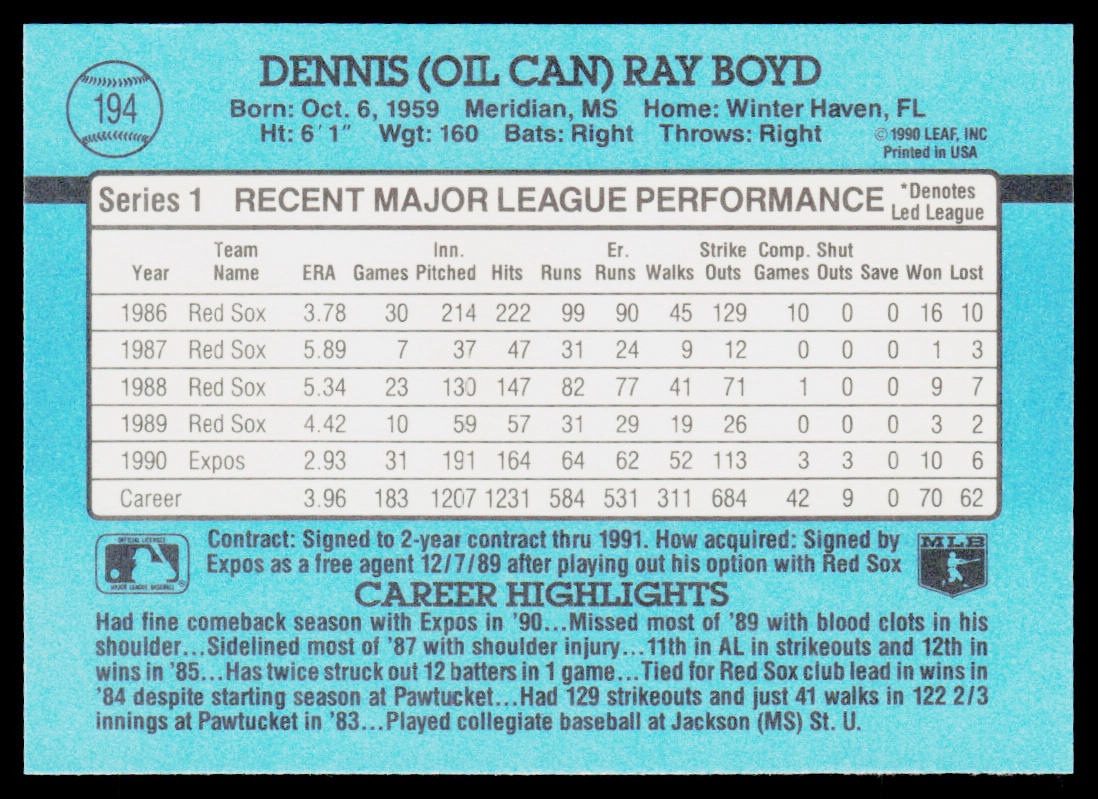 194
DENNIS (OIL CAN) RAY BOYD
Born: Oct. 6, 1959 Meridian, MS Home: Winter Haven, FL
Ht: 6' 1" Wgt: 160 Bats: Right Throws: Right
© 1990 LEAF, INC
Printed in USA
Series 1 RECENT MAJOR LEAGUE PERFORMANCE *Denotes Led League
Year Team Name ERA Games Inn. Pitched Hits Runs Er. Runs Walks Strike Outs Comp. Games Shut Outs Save Won Lost
1986 Red Sox 3.78 30 214 222 99 90 45 129 10 0 0 16 10
1987 Red Sox 5.89 7 37 47 31 24 9 12 0 0 0 1 3
1988 Red Sox 5.34 23 130 147 82 77 41 71 1 0 0 9 7
1989 Red Sox 4.42 10 59 57 31 29 19 26 0 0 0 3 2
1990 Expos 2.93 31 191 164 64 62 52 113 3 3 0 10 6
Career 3.96 183 1207 1231 584 531 311 684 42 9 0 70 62
Contract: Signed to 2-year contract thru 1991. How acquired: Signed by
Expos as a free agent 12/7/89 after playing out his option with Red Sox
OFFICIAL LICENSEE
MAJOR LEAGUE BASEBALL
®
MLB
CAREER HIGHLIGHTS
Had fine comeback season with Expos in '90...Missed most of '89 with blood clots in his
shoulder...Sidelined most of '87 with shoulder injury...11th in AL in strikeouts and 12th in
wins in '85...Has twice struck out 12 batters in 1 game...Tied for Red Sox club lead in wins in
'84 despite starting season at Pawtucket...Had 129 strikeouts and just 41 walks in 122 2/3
innings at Pawtucket in '83...Played collegiate baseball at Jackson (MS) St. U.